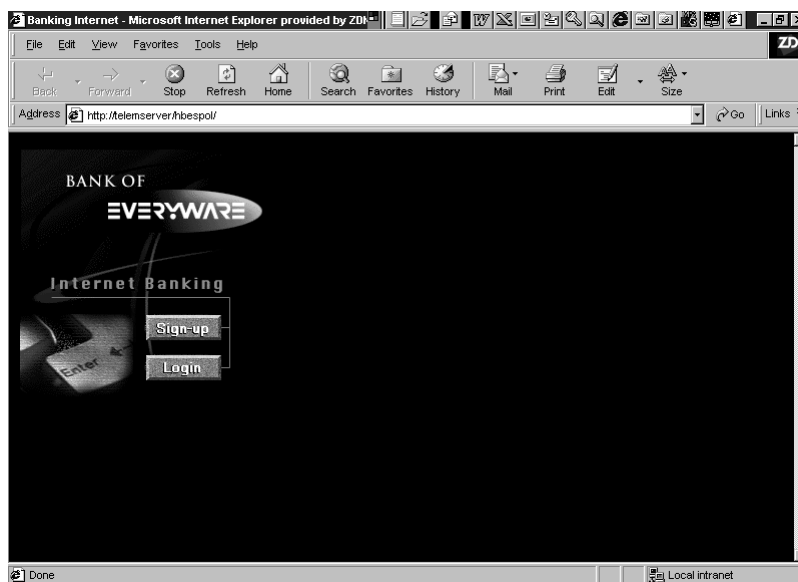 Banking Internet - Microsoft Internet Explorer provided by ZDN
File Edit View Favorites Tools Help
ZD
Back Forward Stop Refresh Home Search Favorites History Mail Print Edit Size
Address http://telemserver/hbespol/ Go Links
BANK OF
EVERYWARE
Internet Banking
Sign-up
Enter
Login
Done Local intranet